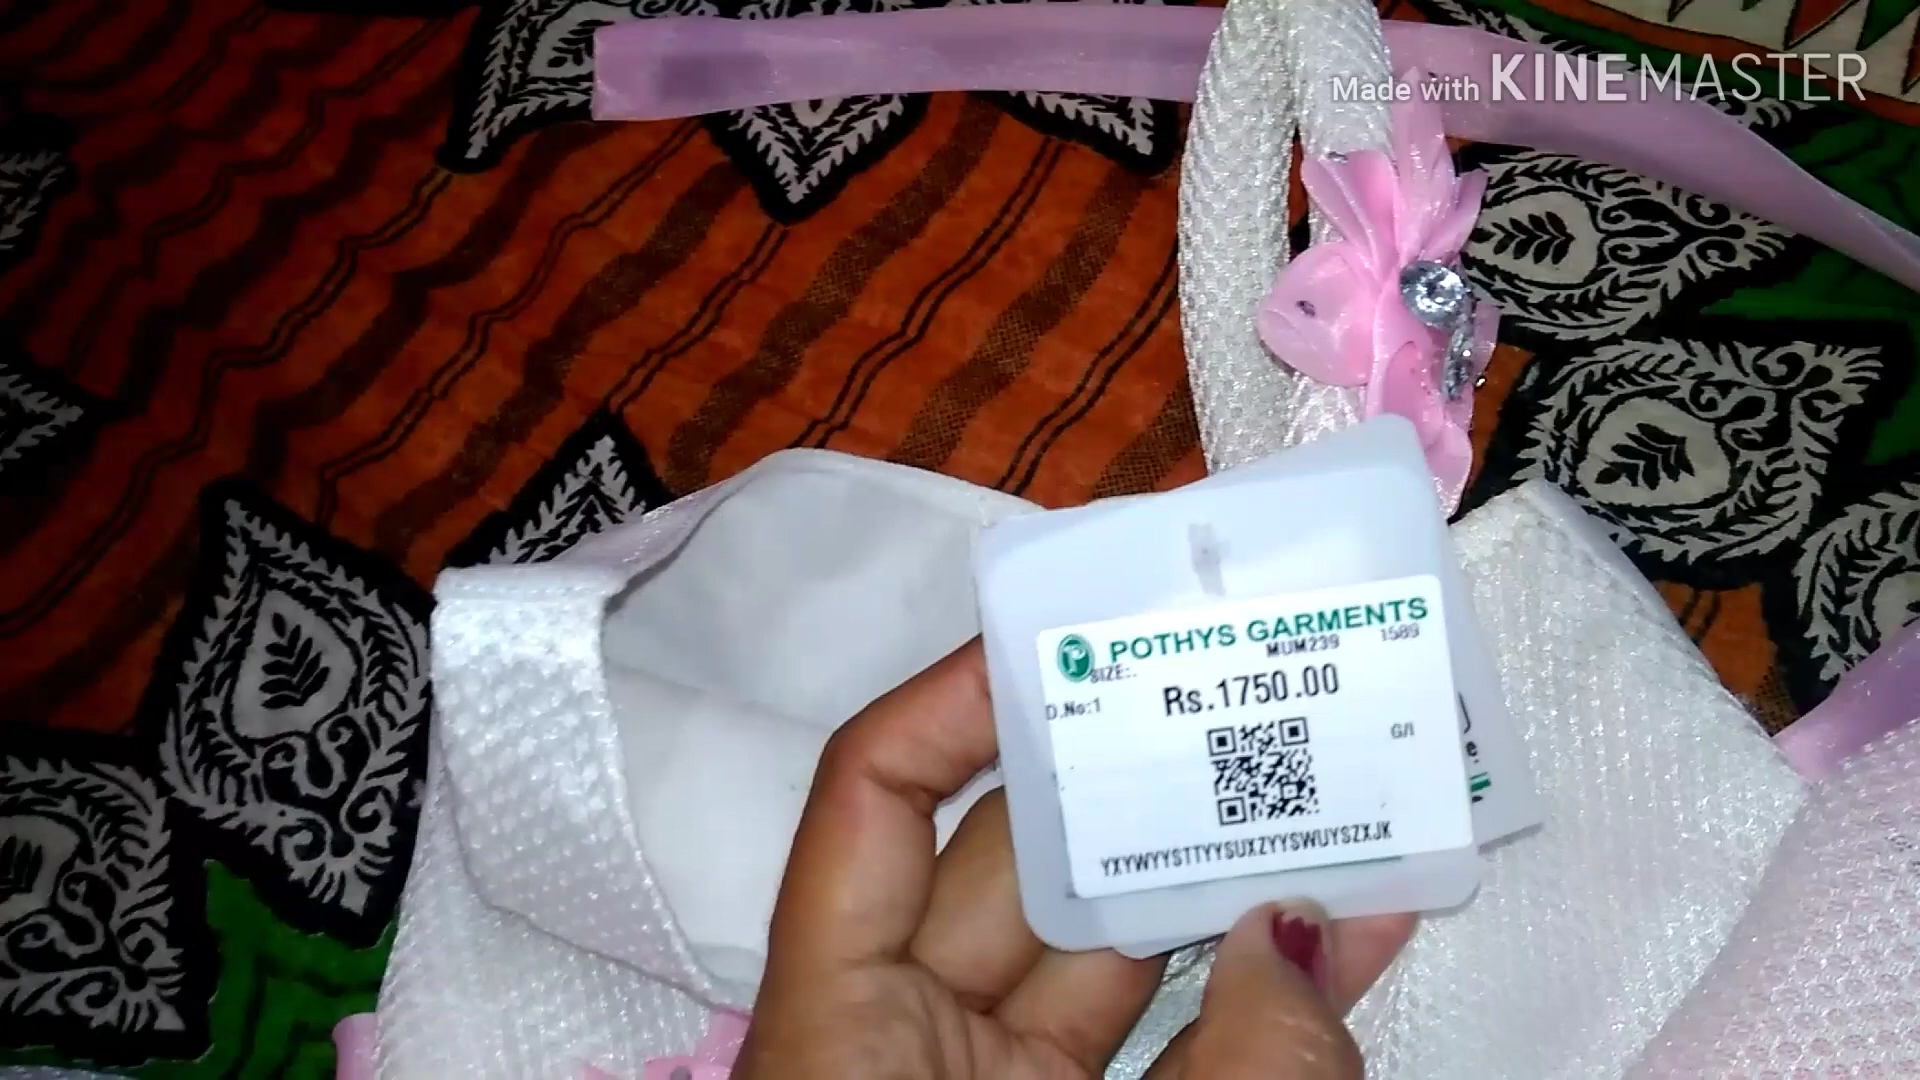 Made with KINEMASTER
POTHYS GARMENTS
MUM239 1589
SIZE:-
Rs.1750.00
D.No:1
G/I
e:
YXYWYYSTTYYSUXZYYSWUYSZXJK